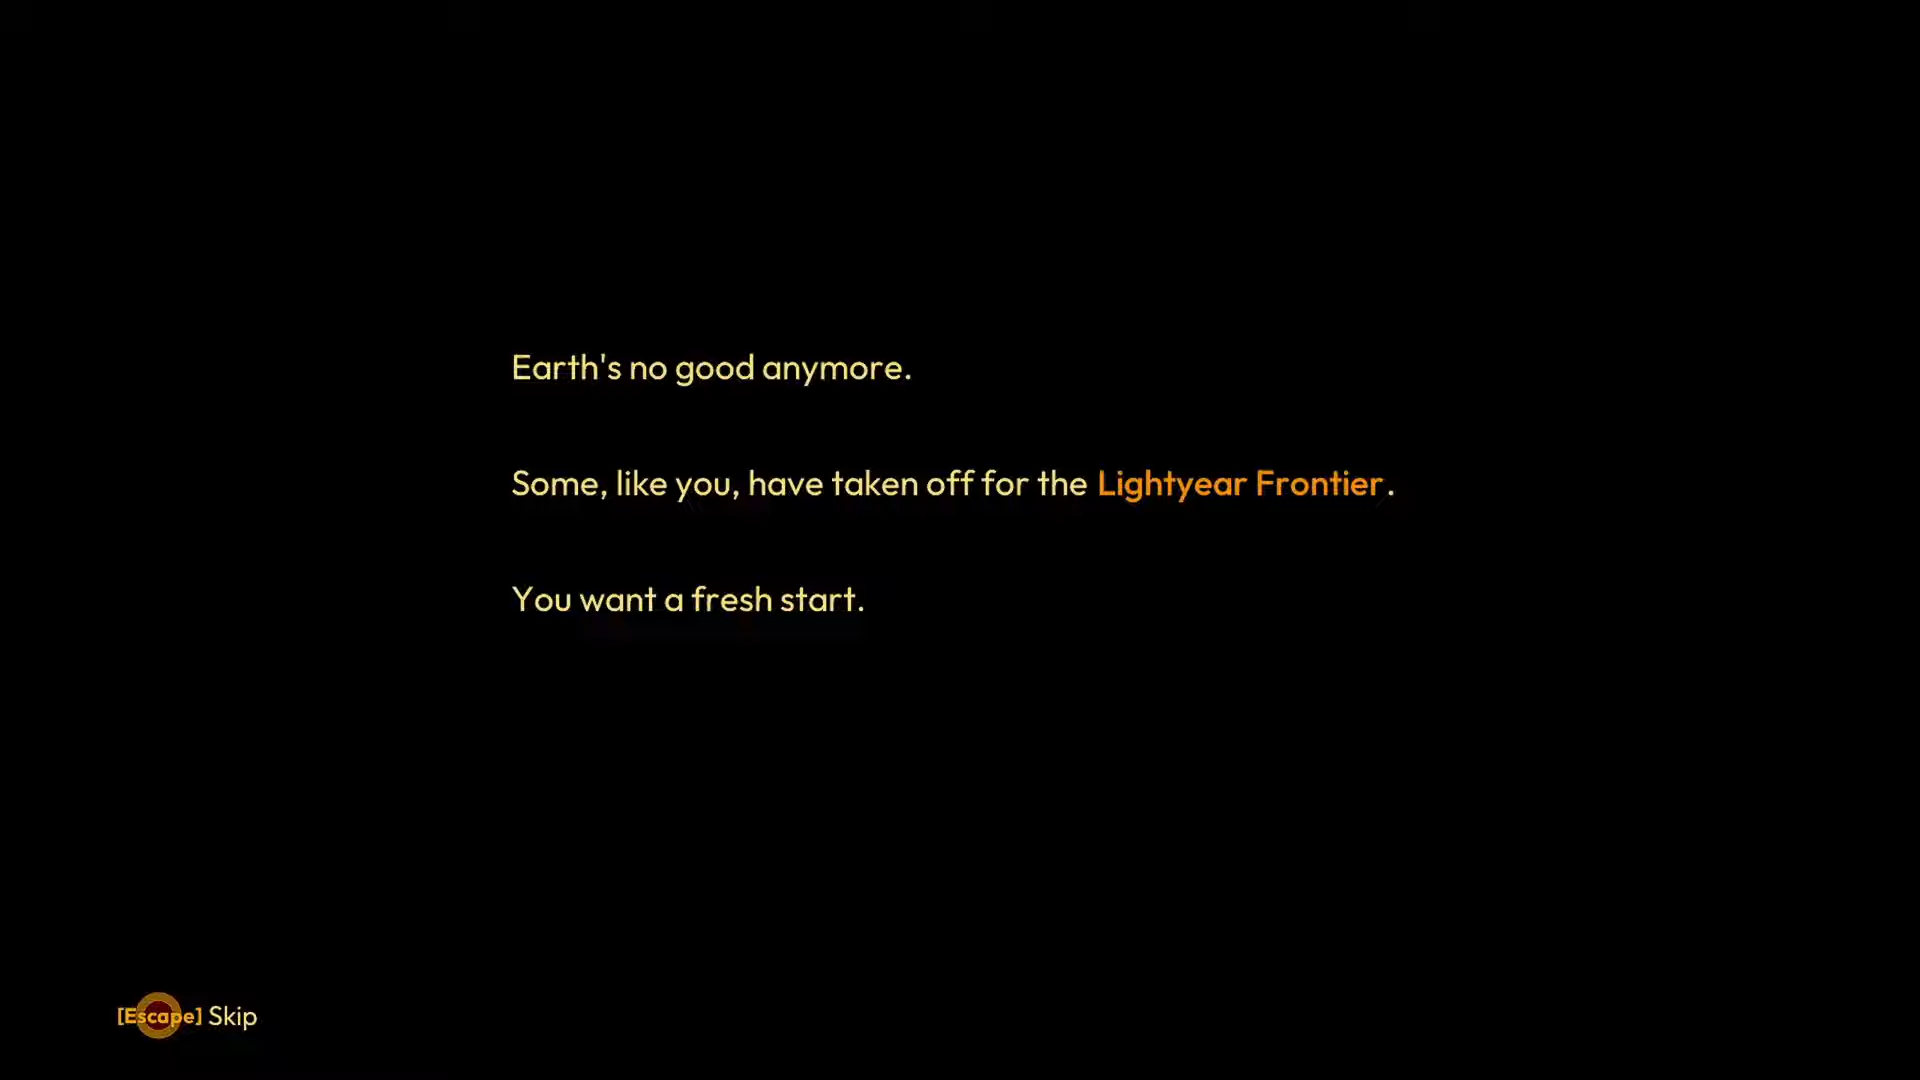 Earth's no good anymore.
Some, like you, have taken off for the Lightyear Frontier.
You want a fresh start.
[Escape] Skip